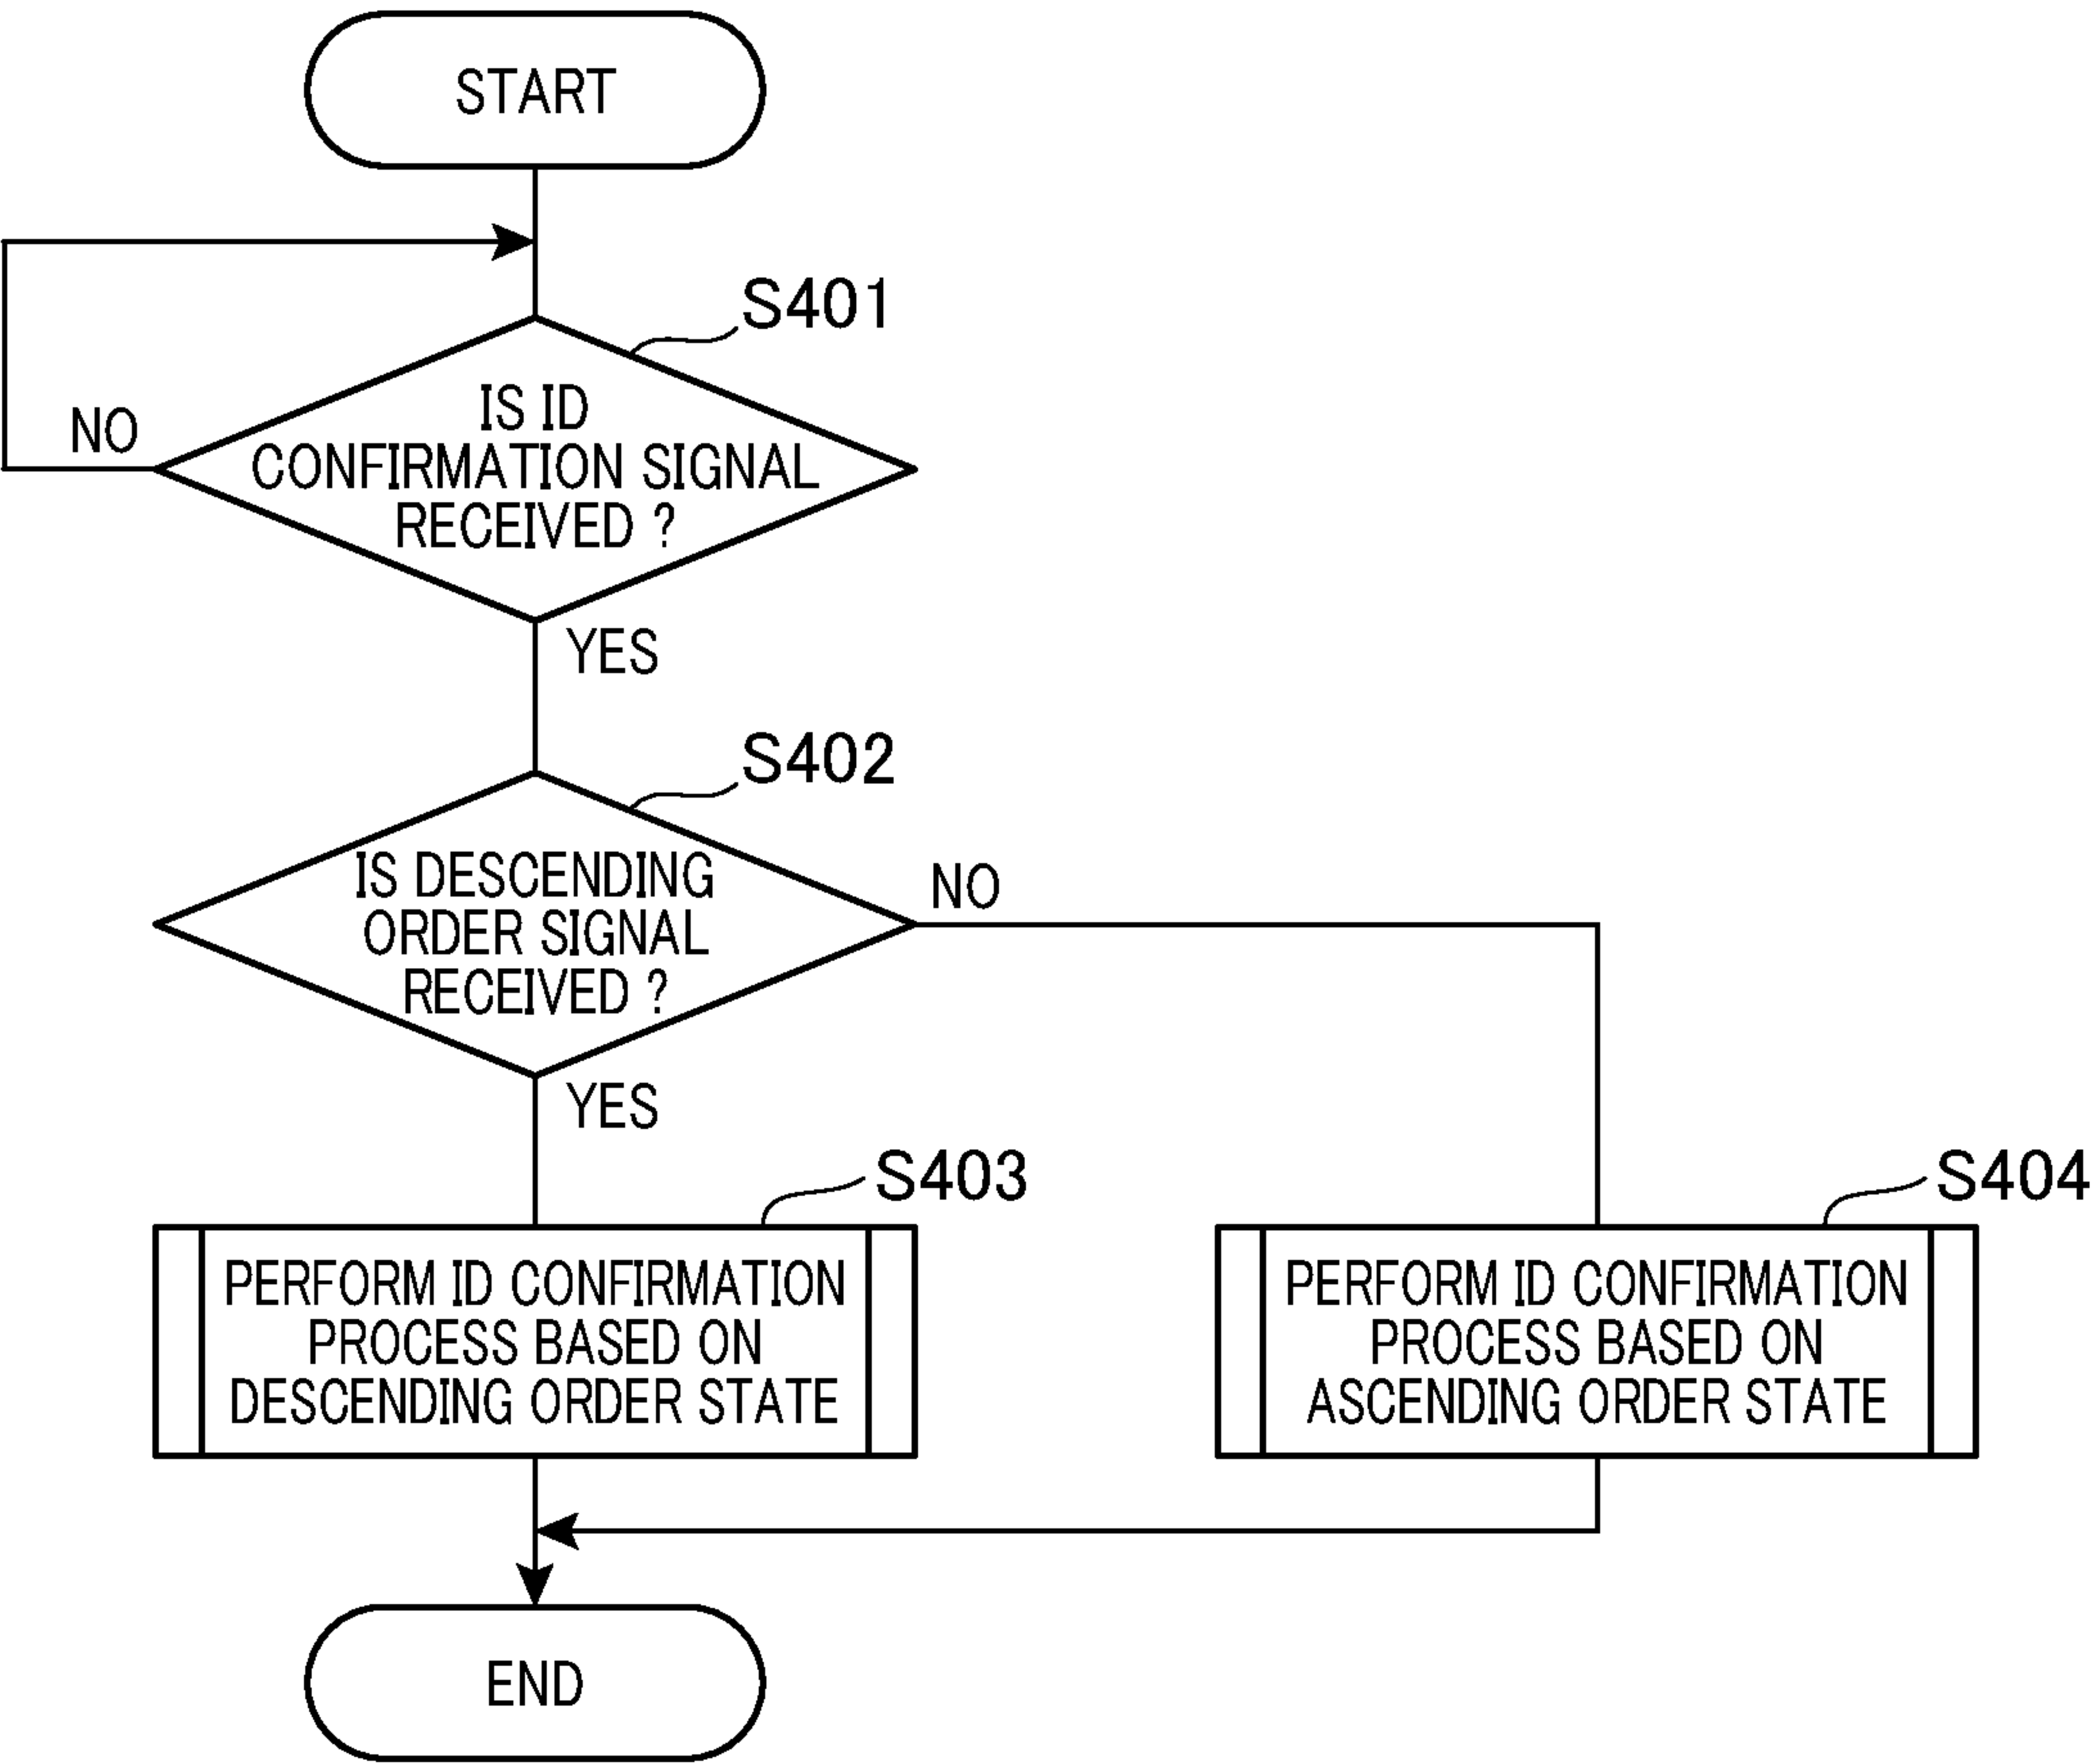 START
S401
IS ID
CONFIRMATION SIGNAL
RECEIVED ?
NO
YES
S402
IS DESCENDING
ORDER SIGNAL
RECEIVED ?
NO
YES
S403
PERFORM ID CONFIRMATION
PROCESS BASED ON
DESCENDING ORDER STATE
S404
PERFORM ID CONFIRMATION
PROCESS BASED ON
ASCENDING ORDER STATE
END